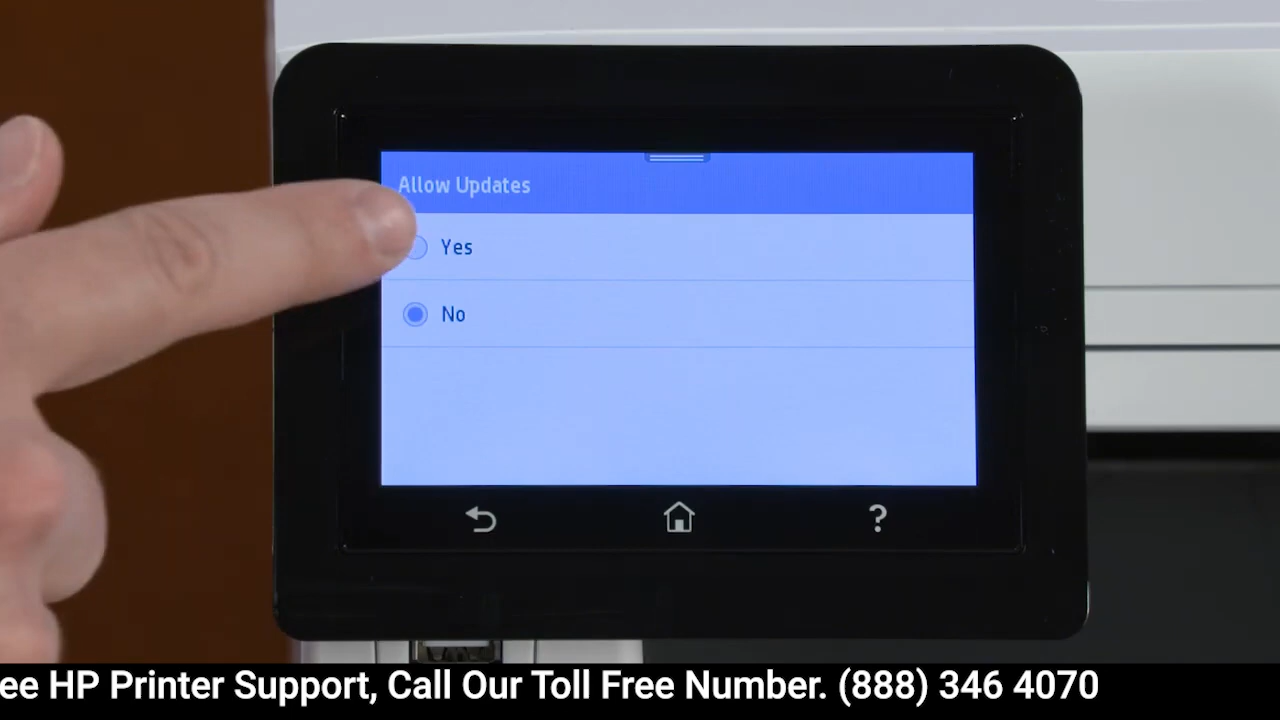 Allow Updates
Yes
No
?
ee HP Printer Support, Call Our Toll Free Number. (888) 346 4070